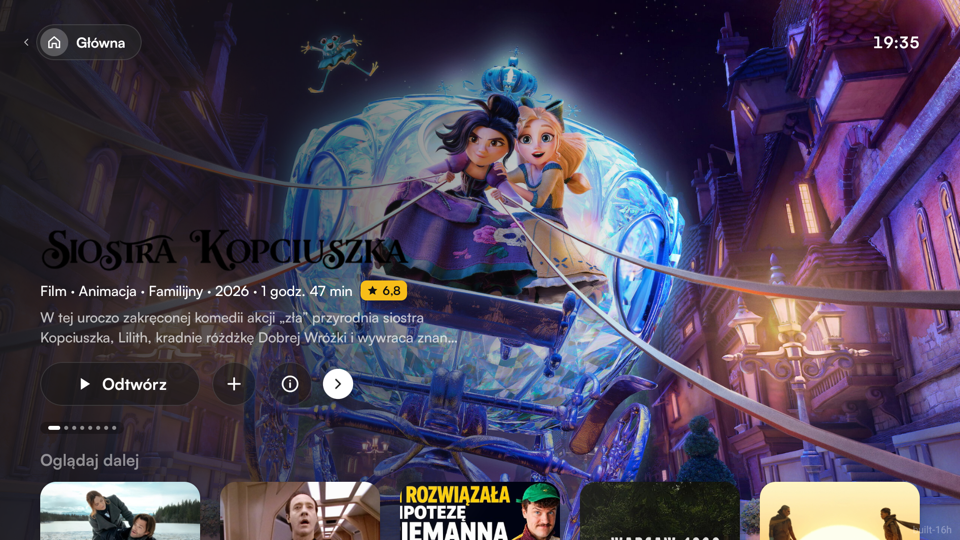 Główna
19:35
SIOSTRA KOPCIUSZKA
Film · Animacja · Familijny · 2026 · 1 godz. 47 min ★ 6,8
W tej uroczo zakręconej komedii akcji „zła” przyrodnia siostra
Kopciuszka, Lilith, kradnie różdżkę Dobrej Wróżki i wywraca znan...
Odtwórz
Oglądaj dalej
ROZWIĄZAŁA
IPOTEZĘ
IEMANNA